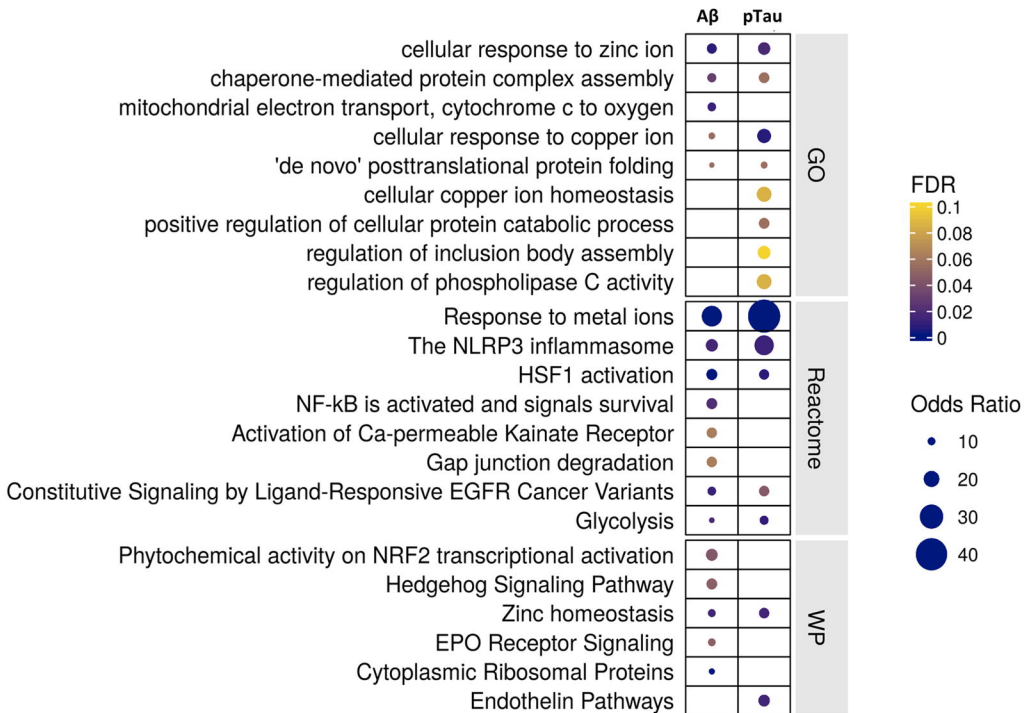 Aβ pTau
cellular response to zinc ion
chaperone-mediated protein complex assembly
mitochondrial electron transport, cytochrome c to oxygen
cellular response to copper ion
'de novo' posttranslational protein folding
cellular copper ion homeostasis
positive regulation of cellular protein catabolic process
regulation of inclusion body assembly
regulation of phospholipase C activity
GO
Response to metal ions
The NLRP3 inflammasome
HSF1 activation
NF-kB is activated and signals survival
Activation of Ca-permeable Kainate Receptor
Gap junction degradation
Constitutive Signaling by Ligand-Responsive EGFR Cancer Variants
Glycolysis
Reactome
Phytochemical activity on NRF2 transcriptional activation
Hedgehog Signaling Pathway
Zinc homeostasis
EPO Receptor Signaling
Cytoplasmic Ribosomal Proteins
Endothelin Pathways
WP
FDR
0.1
0.08
0.06
0.04
0.02
0
Odds Ratio
10
20
30
40